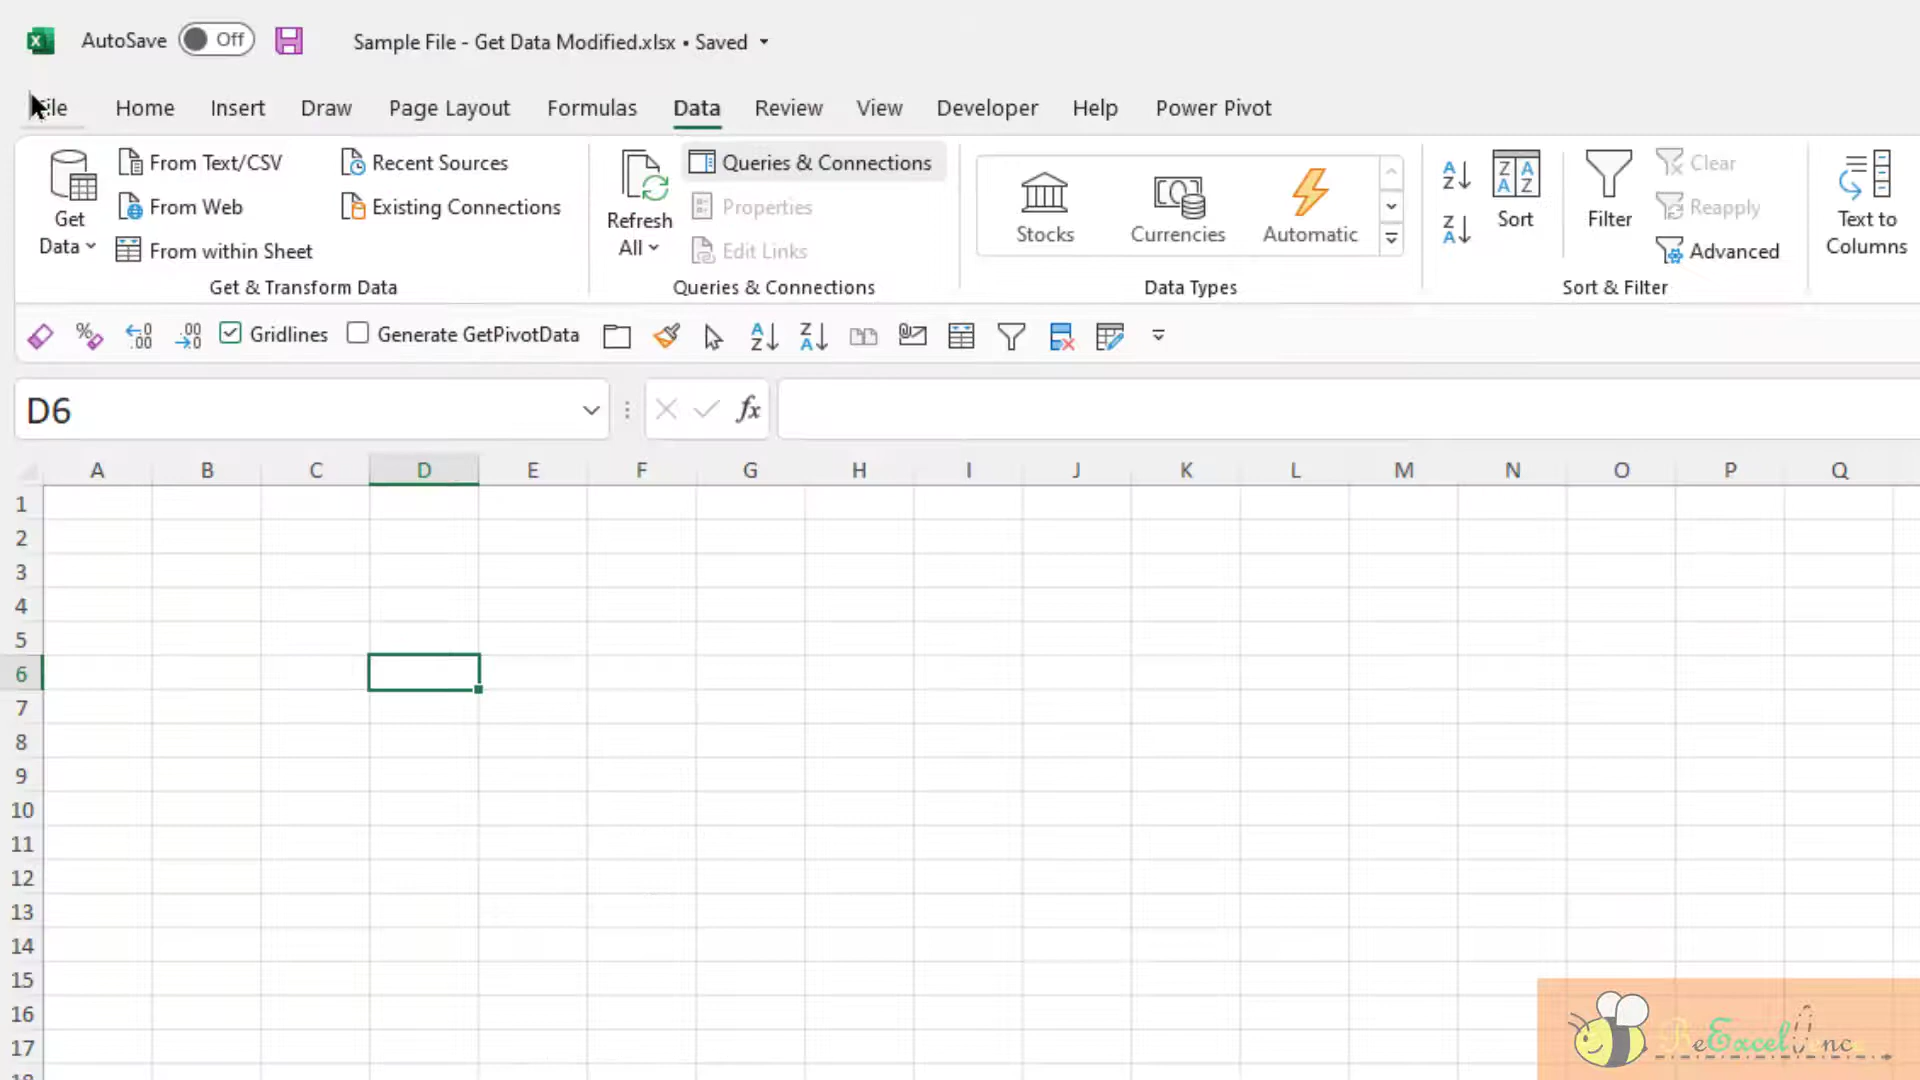 AutoSave Off Sample File - Get Data Modified.xlsx • Saved
File Home Insert Draw Page Layout Formulas Data Review View Developer Help Power Pivot
Get Data
From Text/CSV
From Web
From within Sheet
Recent Sources
Existing Connections
Get & Transform Data
Refresh All
Queries & Connections
Properties
Edit Links
Queries & Connections
Stocks Currencies Automatic
Data Types
Sort
Filter
Clear
Reapply
Advanced
Sort & Filter
Text to
Columns
Gridlines Generate GetPivotData
D6 fx
A B C D E F G H I J K L M N O P Q
1
2
3
4
5
6
7
8
9
10
11
12
13
14
15
16
17
18